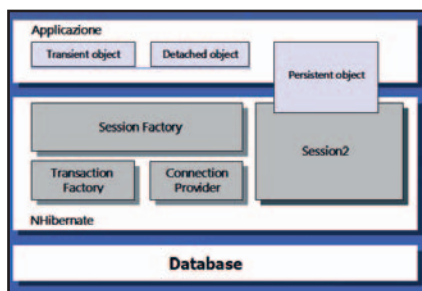 Applicazione
Transient object
Detached object
Persistent object
Session Factory
Session2
Transaction
Factory
Connection
Provider
NHibernate
Database